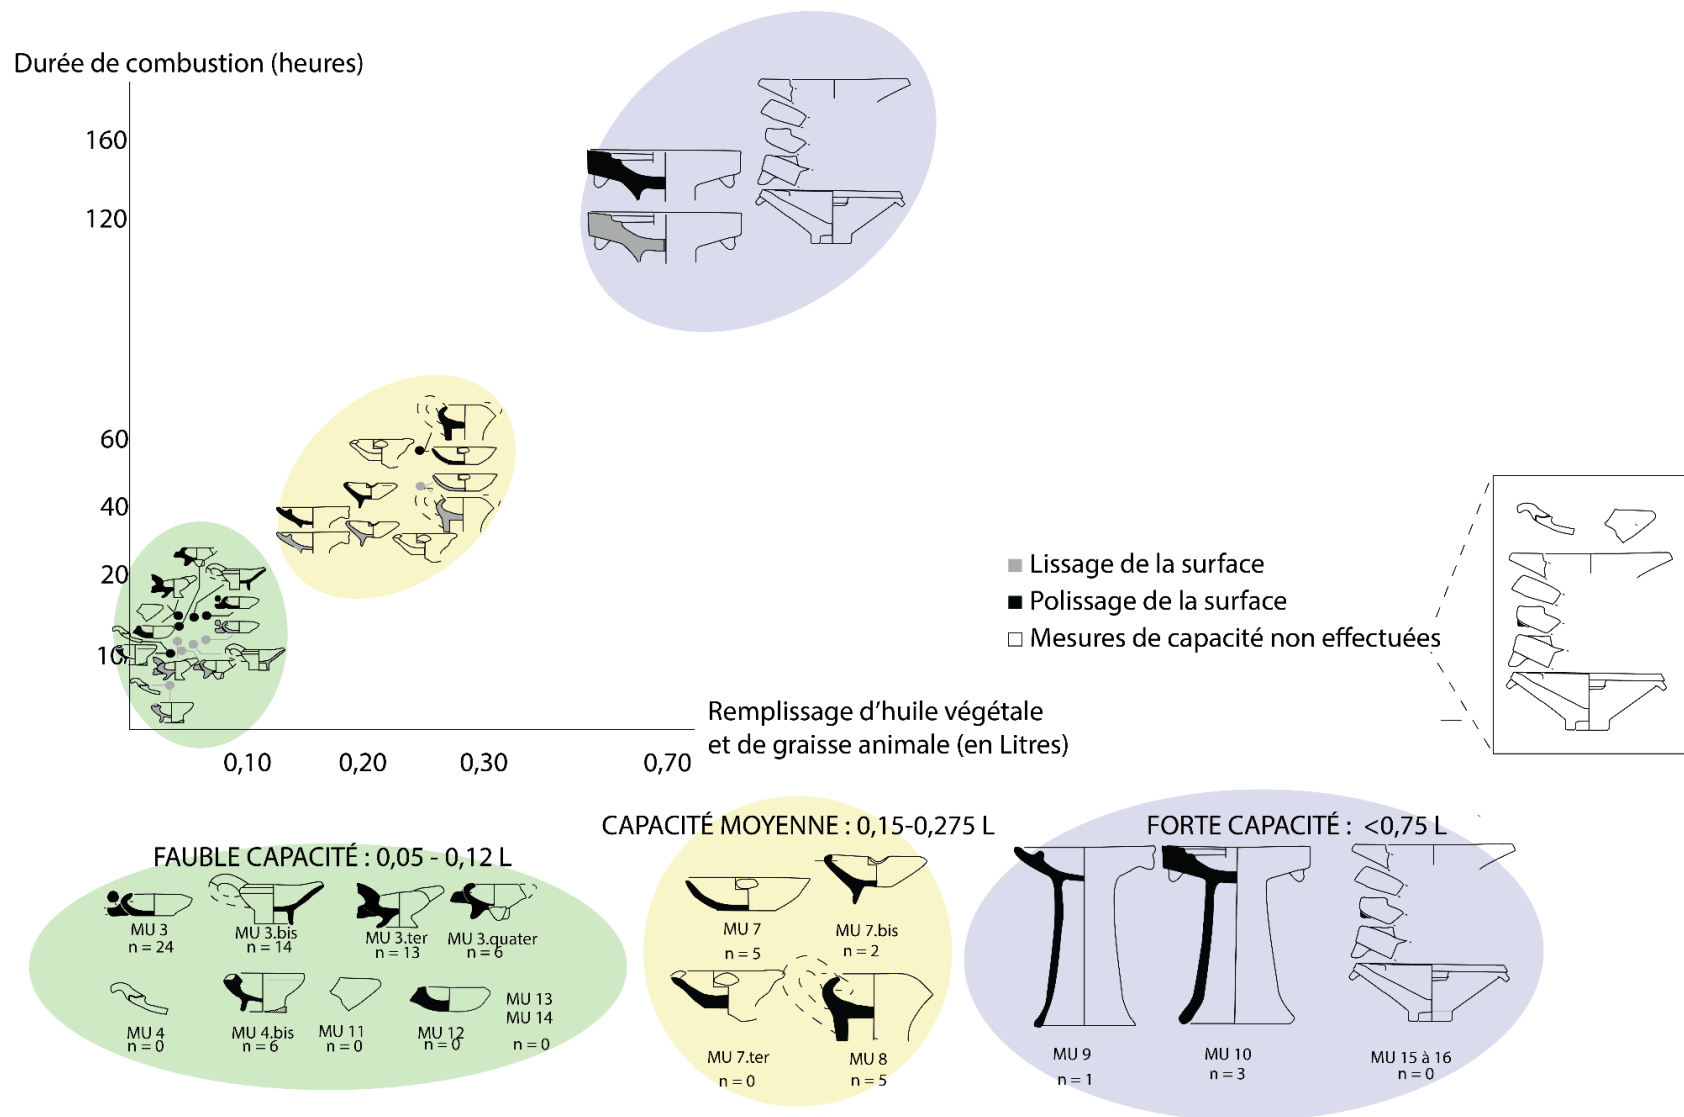 Durée de combustion (heures)
160
120
60
40
20
10
0,10
0,20
0,30
0,70
Remplissage d'huile végétale
et de graisse animale (en Litres)
Lissage de la surface
Polissage de la surface
Mesures de capacité non effectuées
FAUBLE CAPACITÉ : 0,05 - 0,12 L
MU 3
n = 24
MU 3.bis
n = 14
MU 3.ter
n = 13
MU 3.quater
n = 6
MU 4
n = 0
MU 4.bis
n = 6
MU 11
n = 0
MU 12
n = 0
MU 13
MU 14
n = 0
CAPACITÉ MOYENNE : 0,15-0,275 L
MU 7
n = 5
MU 7.bis
n = 2
MU 7.ter
n = 0
MU 8
n = 5
FORTE CAPACITÉ : <0,75 L
MU 9
n = 1
MU 10
n = 3
MU 15 à 16
n = 0